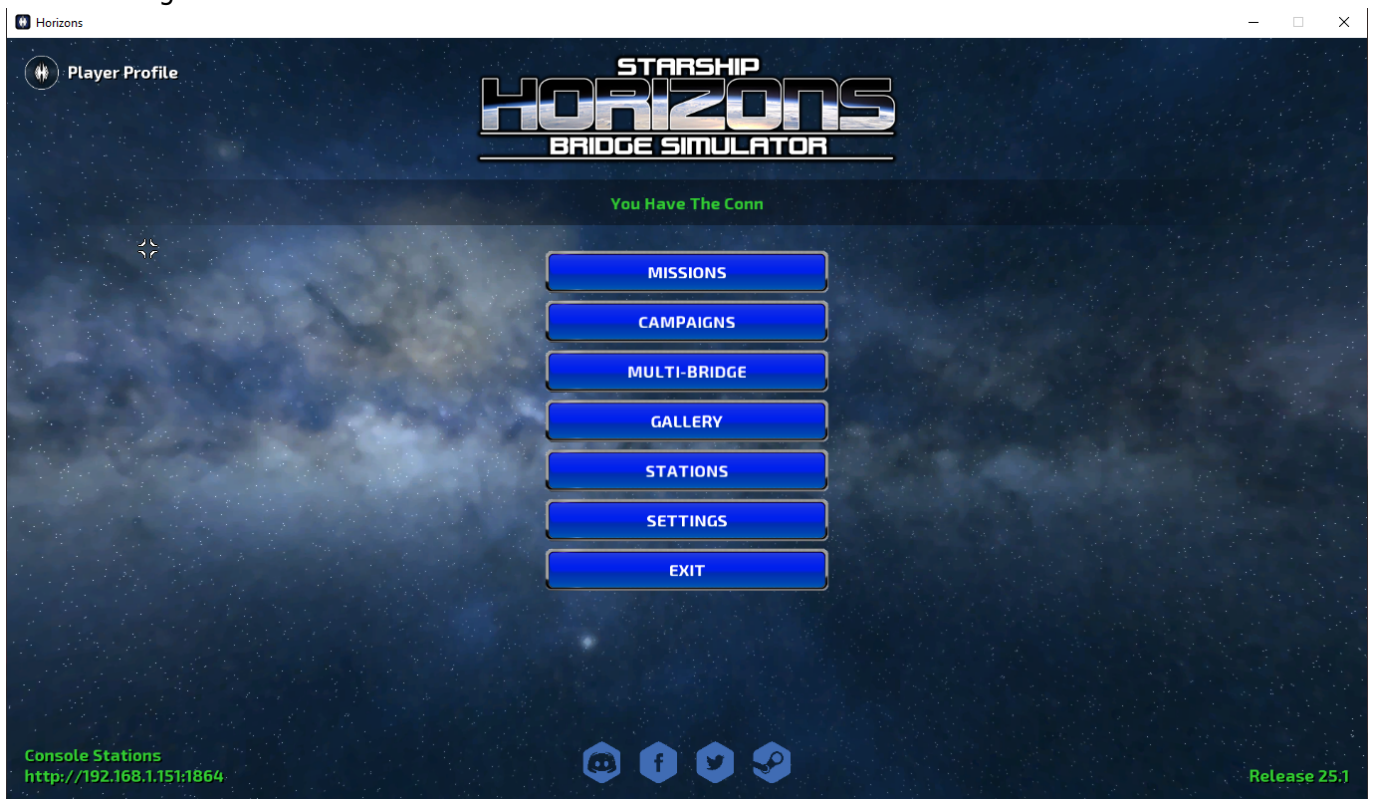 Horizons
Player Profile
STARSHIP
HORIZONS
BRIDGE SIMULATOR
You Have The Conn
MISSIONS
CAMPAIGNS
MULTI-BRIDGE
GALLERY
STATIONS
SETTINGS
EXIT
Console Stations
http://192.168.1.151:1864
Release 25.1